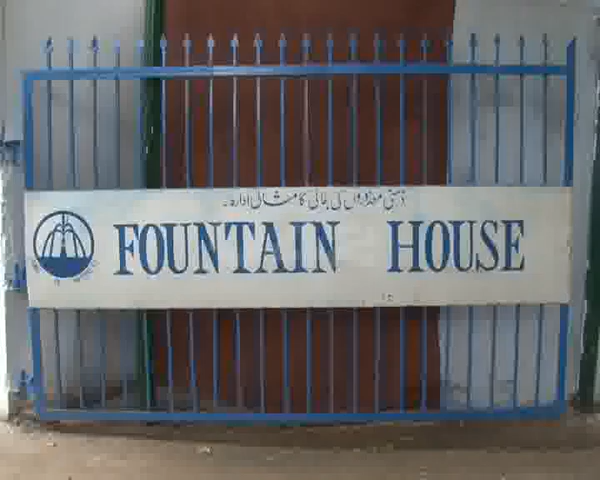 ذہنی معذوروں کی بحالی کا مثالی ادارہ۔
FOUNTAIN HOUSE